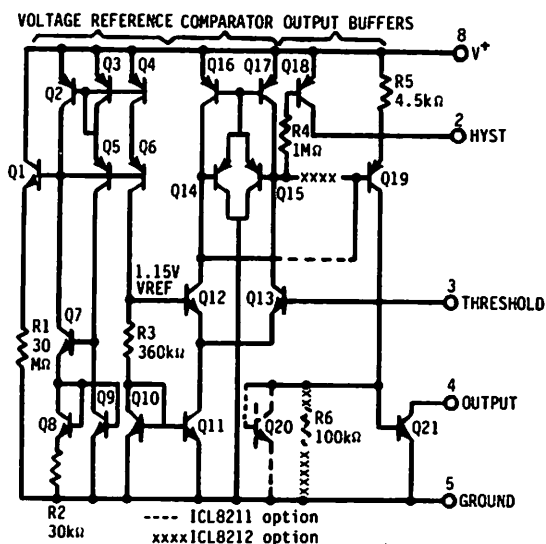 VOLTAGE REFERENCE COMPARATOR OUTPUT BUFFERS
8
V+
Q3 Q4 Q16 Q17 Q18
Q2
R5
4.5kΩ
R4
1MΩ
2
HYST
Q5 Q6
Q1
Q14 Q15 xxxx Q19
1.15V
VREF
Q12 Q13
3
THRESHOLD
R1
30
MΩ
Q7
R3
360kΩ
Q8 Q9 Q10 Q11 Q20
R6
100kΩ
4
OUTPUT
Q21
R2
30kΩ
5
GROUND
---- ICL8211 option
xxxxICL8212 option